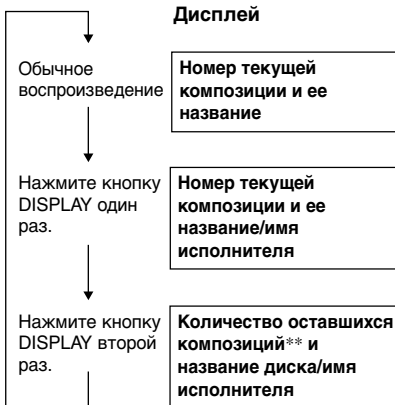 Дисплей
Обычное
воспроизведение
Номер текущей
композиции и ее
название
Нажмите кнопку
DISPLAY один
раз.
Номер текущей
композиции и ее
название/имя
исполнителя
Нажмите кнопку
DISPLAY второй
раз.
Количество оставшихся
композиций** и
название диска/имя
исполнителя